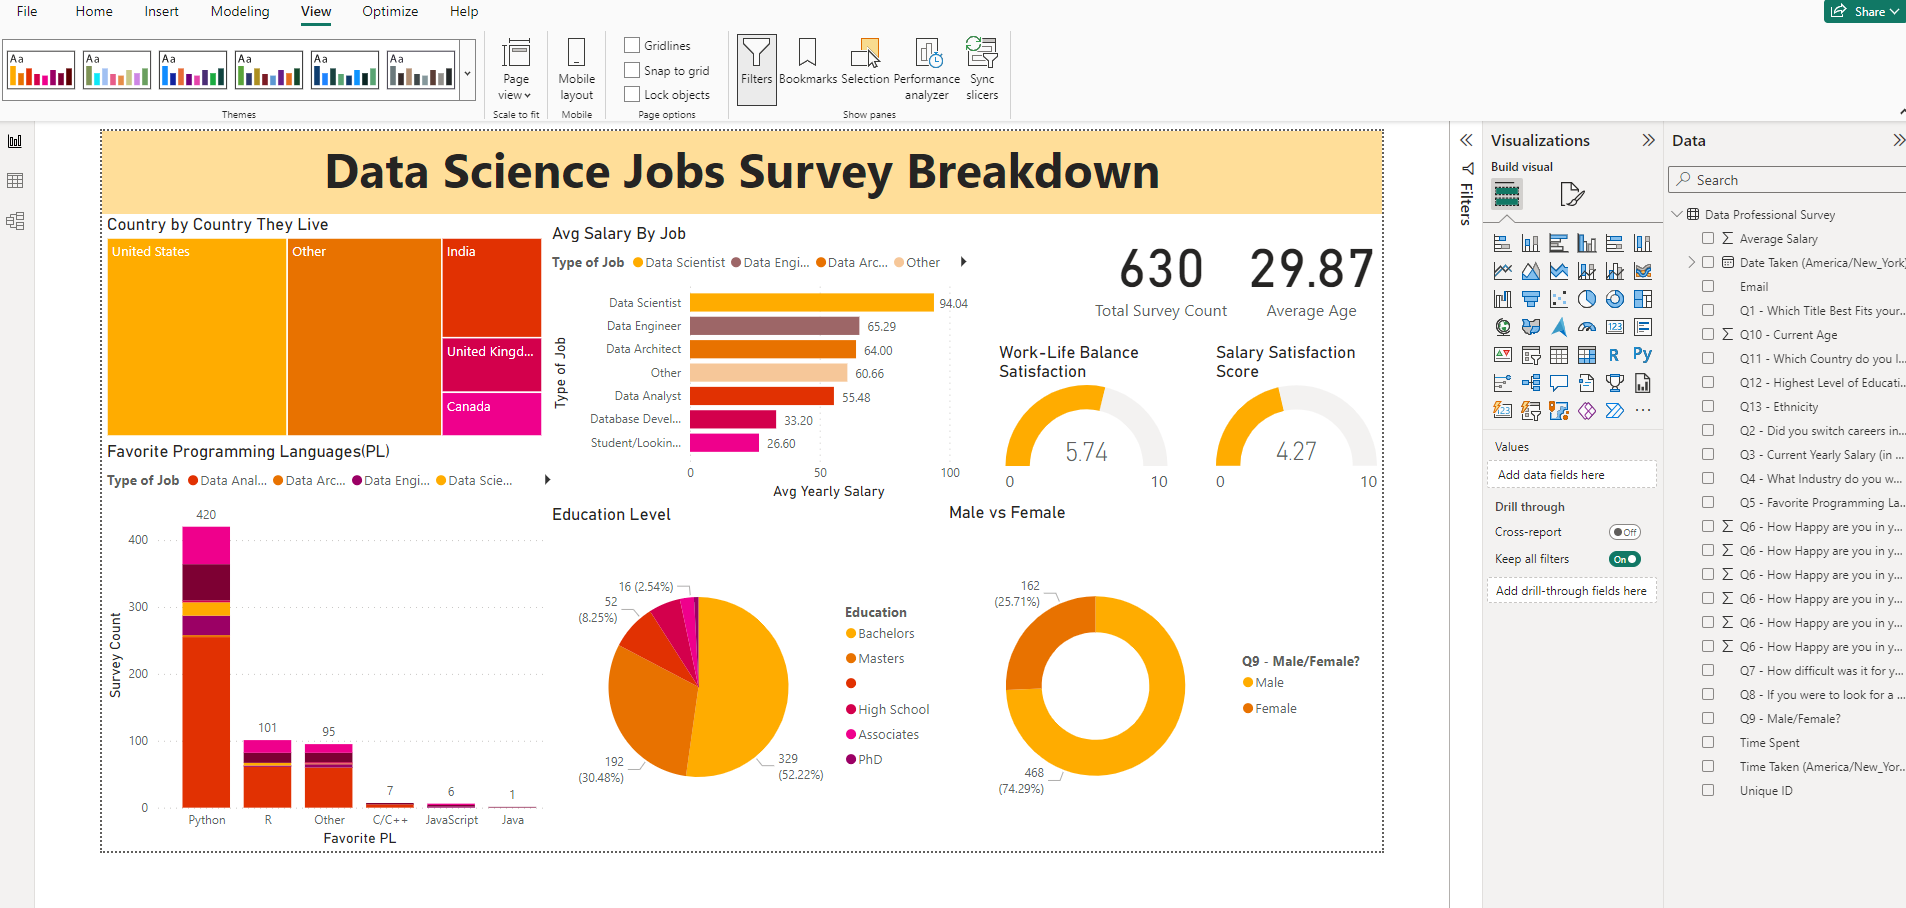 File Home Insert Modeling View Optimize Help
Share
Aa Aa Aa Aa Aa Aa
Page view
Mobile layout
Gridlines
Snap to grid
Lock objects
Filters
Bookmarks
Selection
Performance analyzer
Sync slicers
Themes
Scale to fit
Mobile
Page options
Show panes
Data Science Jobs Survey Breakdown
Country by Country They Live
United States
Other
India
United Kingd...
Canada
Avg Salary By Job
Type of Job Data Scientist Data Engi... Data Arc... Other
Type of Job
Data Scientist 94.04
Data Engineer 65.29
Data Architect 64.00
Other 60.66
Data Analyst 55.48
Database Devel... 33.20
Student/Lookin... 26.60
0 50 100
Avg Yearly Salary
630
Total Survey Count
29.87
Average Age
Work-Life Balance
Satisfaction
5.74
0 10
Salary Satisfaction
Score
4.27
0 10
Favorite Programming Languages(PL)
Type of Job Data Anal... Data Arc... Data Engi... Data Scie...
Survey Count
400
300
200
100
0
420
101
95
7
6
1
Python R Other C/C++ JavaScript Java
Favorite PL
Education Level
16 (2.54%)
52
(8.25%)
192
(30.48%)
329
(52.22%)
Education
Bachelors
Masters
High School
Associates
PhD
Male vs Female
162
(25.71%)
468
(74.29%)
Q9 - Male/Female?
Male
Female
Filters
Visualizations
Build visual
123
R Py
123
Values
Add data fields here
Drill through
Cross-report Off
Keep all filters On
Add drill-through fields here
Data
Search
Data Professional Survey
Average Salary
Date Taken (America/New_York)
Email
Q1 - Which Title Best Fits your...
Q10 - Current Age
Q11 - Which Country do you l...
Q12 - Highest Level of Educati...
Q13 - Ethnicity
Q2 - Did you switch careers in...
Q3 - Current Yearly Salary (in ...
Q4 - What Industry do you w...
Q5 - Favorite Programming La...
Q6 - How Happy are you in y...
Q6 - How Happy are you in y...
Q6 - How Happy are you in y...
Q6 - How Happy are you in y...
Q6 - How Happy are you in y...
Q6 - How Happy are you in y...
Q7 - How difficult was it for y...
Q8 - If you were to look for a ...
Q9 - Male/Female?
Time Spent
Time Taken (America/New_Yor...
Unique ID